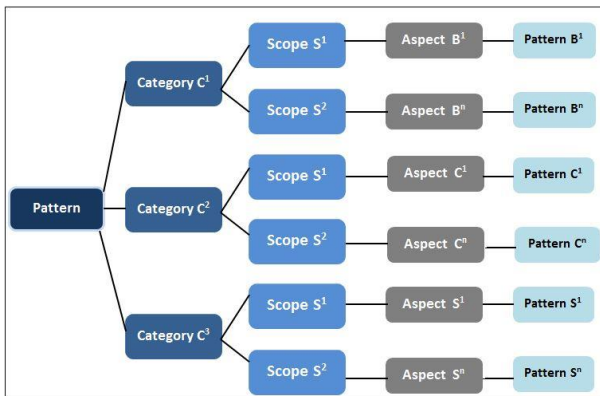 Scope S¹ Aspect B¹ Pattern B¹
Category C¹
Scope S² Aspect Bⁿ Pattern Bⁿ
Scope S¹ Aspect C¹ Pattern C¹
Pattern Category C²
Scope S² Aspect Cⁿ Pattern Cⁿ
Scope S¹ Aspect S¹ Pattern S¹
Category C³
Scope S² Aspect Sⁿ Pattern Sⁿ